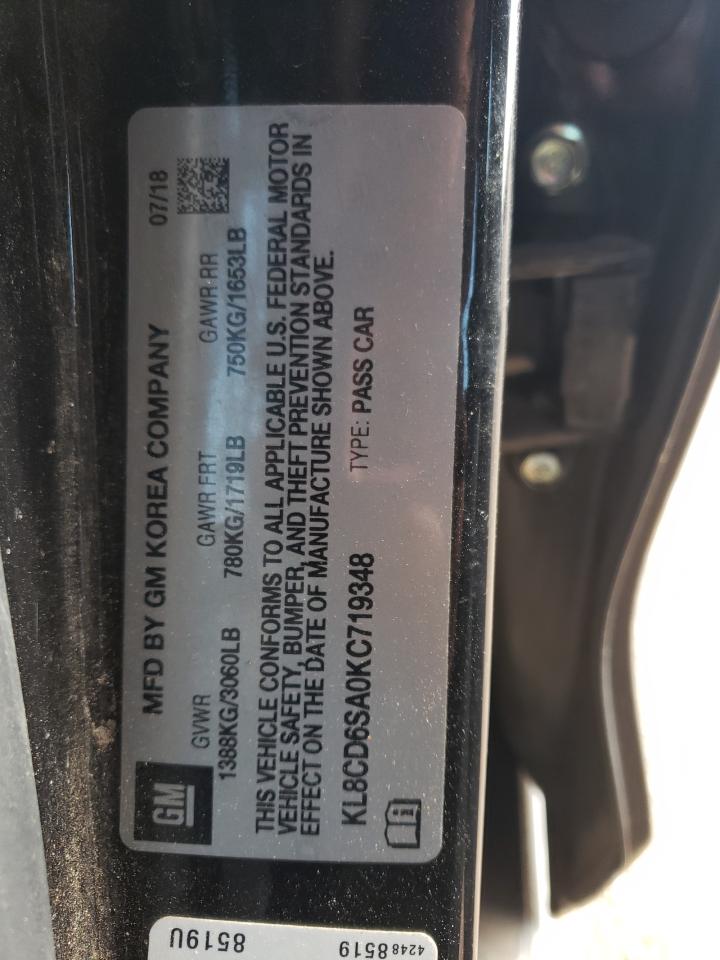 GM
MFD BY GM KOREA COMPANY 07/18
GVWR GAWR FRT GAWR RR
1388KG/3060LB 780KG/1719LB 750KG/1653LB
THIS VEHICLE CONFORMS TO ALL APPLICABLE U.S. FEDERAL MOTOR
VEHICLE SAFETY, BUMPER, AND THEFT PREVENTION STANDARDS IN
EFFECT ON THE DATE OF MANUFACTURE SHOWN ABOVE.
KL8CD6SA0KC719348 TYPE: PASS CAR
4248 8519
8519U